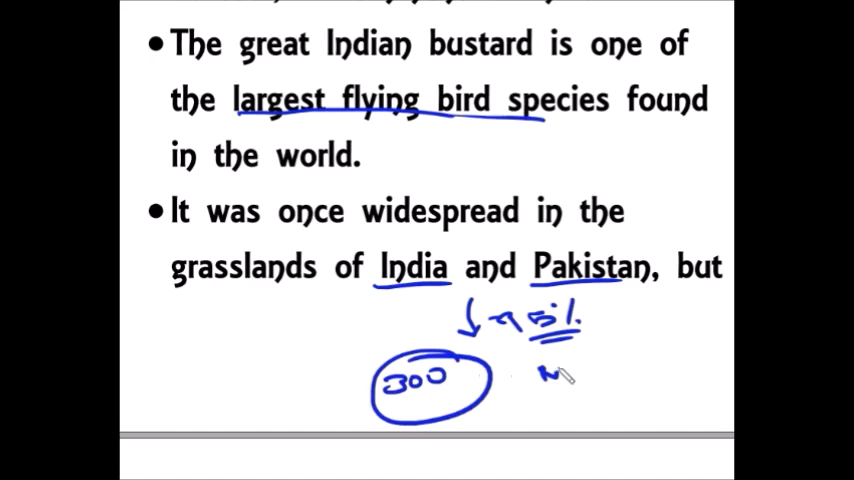 • The great Indian bustard is one of
the largest flying bird species found
in the world.
• It was once widespread in the
grasslands of India and Pakistan, but
95%
300